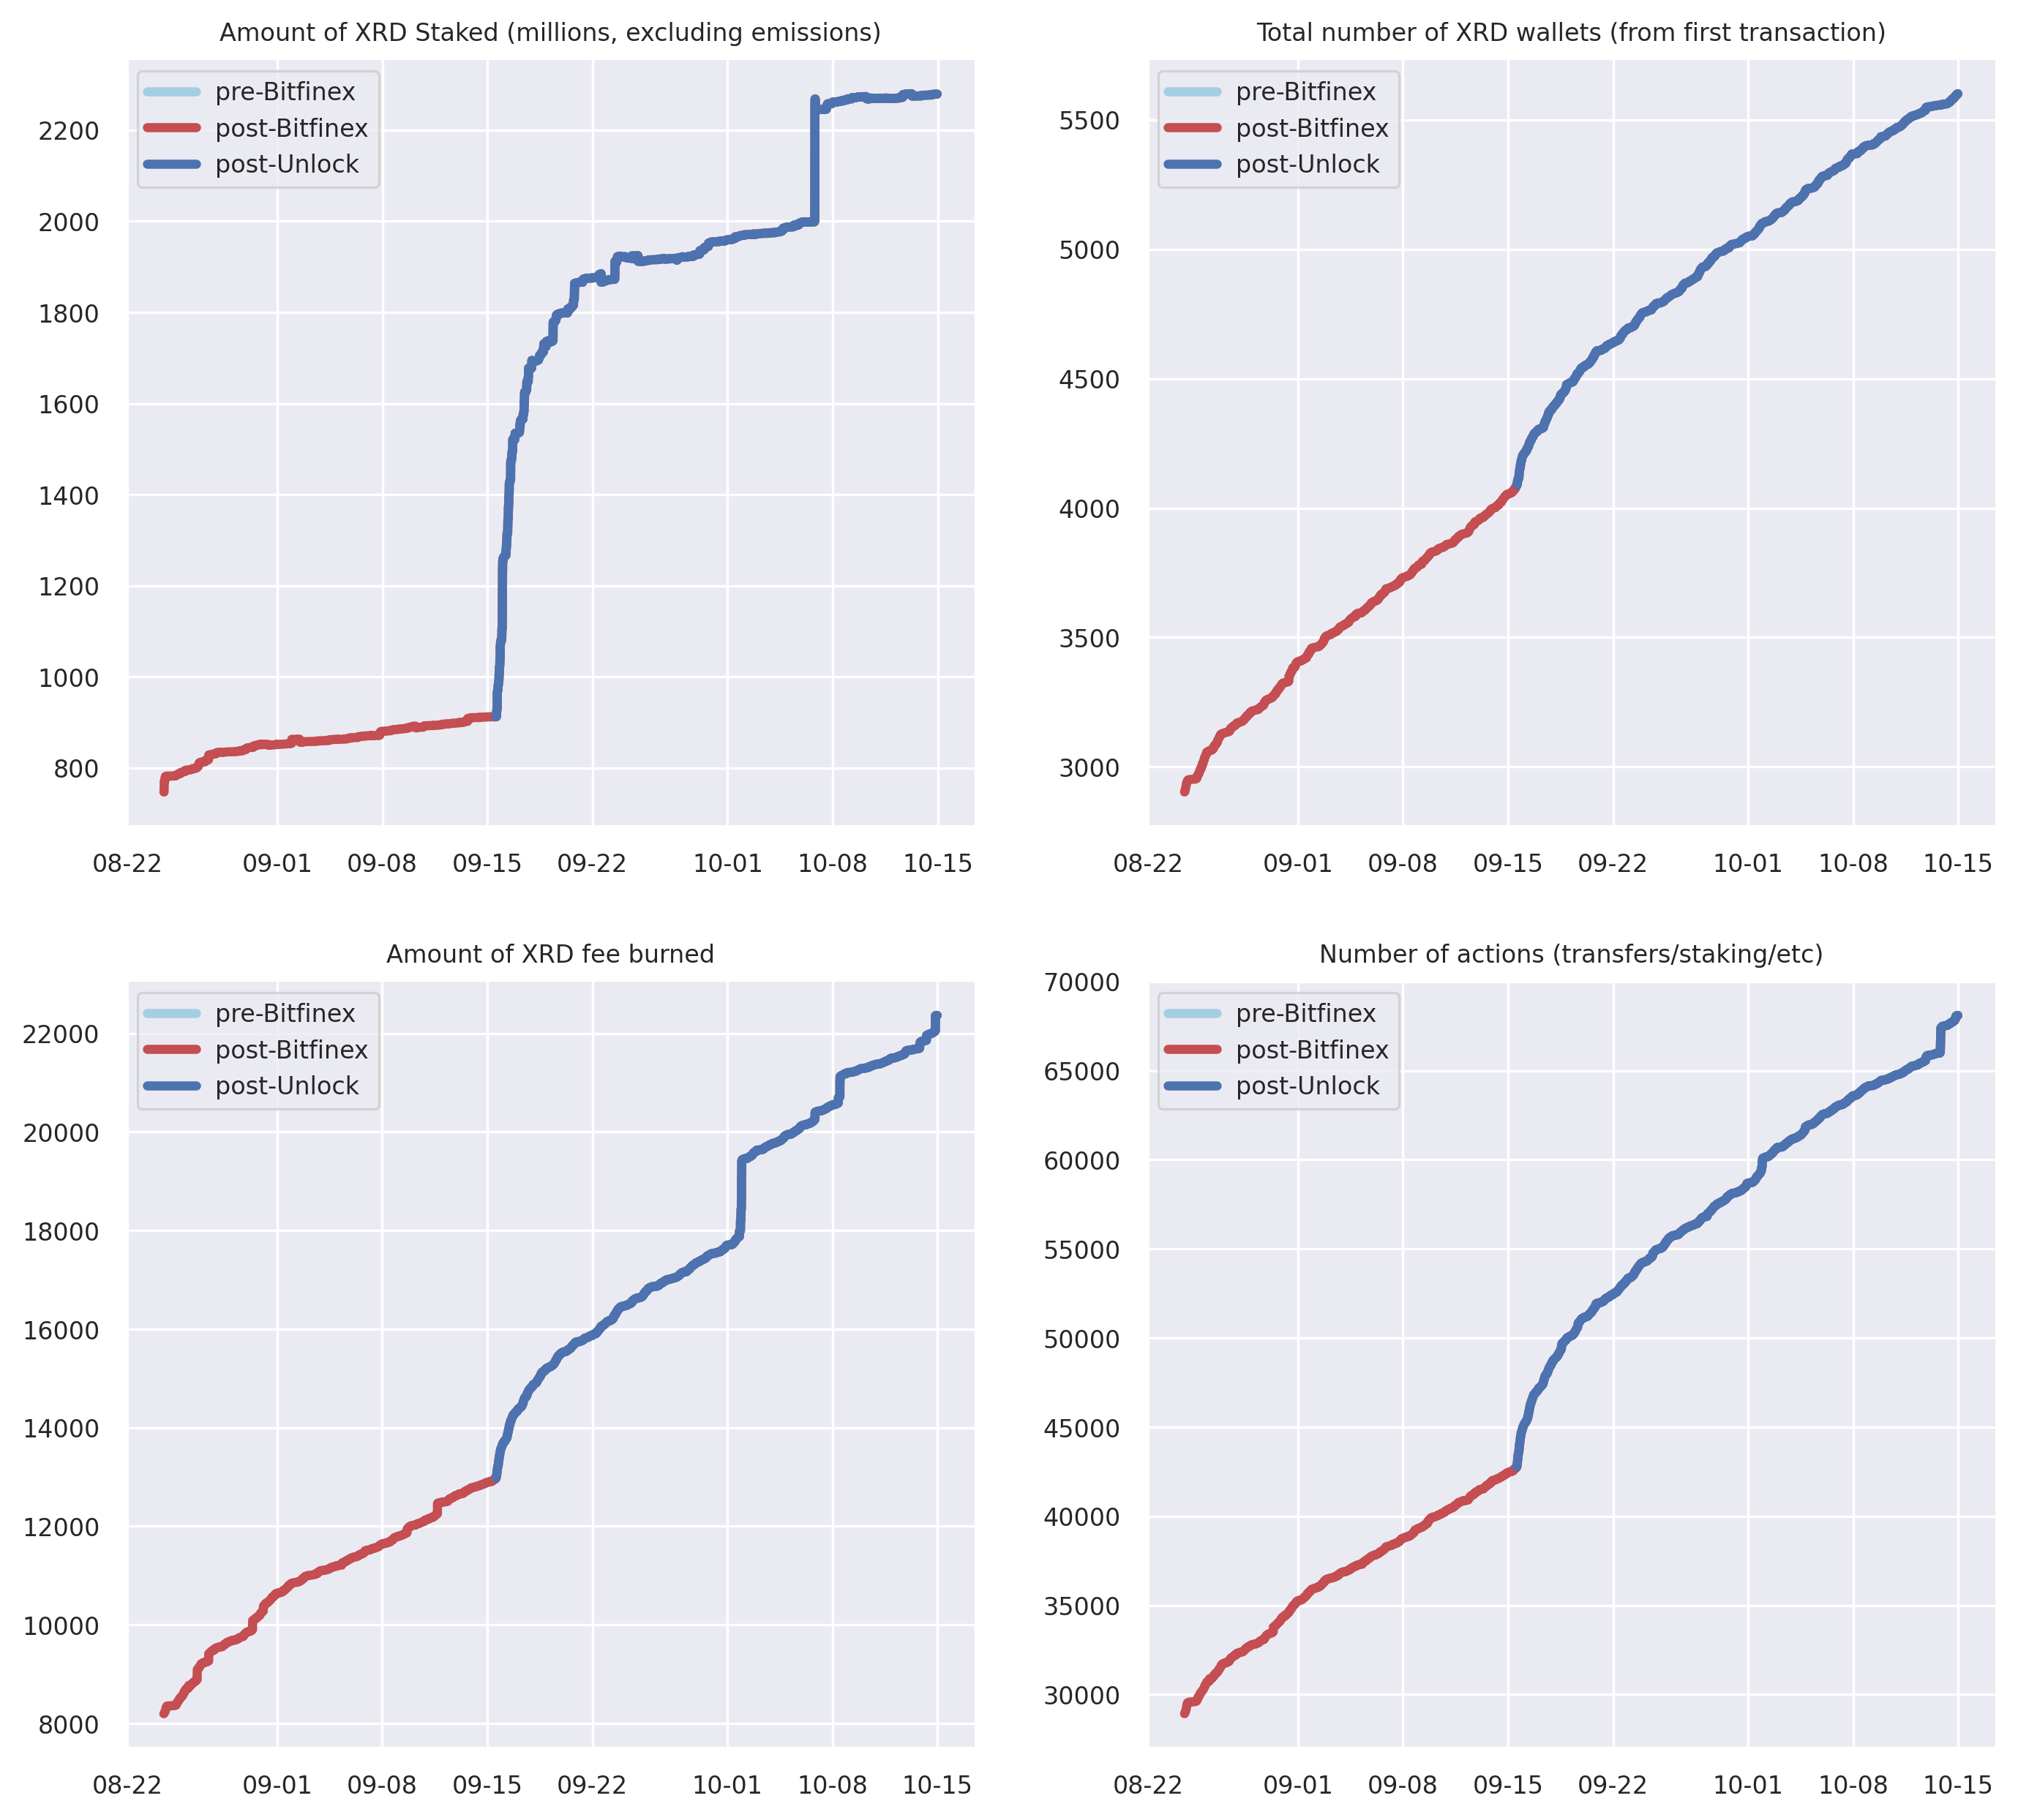 Amount of XRD Staked (millions, excluding emissions)
pre-Bitfinex
post-Bitfinex
post-Unlock
2200
2000
1800
1600
1400
1200
1000
800
08-22 09-01 09-08 09-15 09-22 10-01 10-08 10-15
Total number of XRD wallets (from first transaction)
pre-Bitfinex
post-Bitfinex
post-Unlock
5500
5000
4500
4000
3500
3000
08-22 09-01 09-08 09-15 09-22 10-01 10-08 10-15
Amount of XRD fee burned
pre-Bitfinex
post-Bitfinex
post-Unlock
22000
20000
18000
16000
14000
12000
10000
8000
08-22 09-01 09-08 09-15 09-22 10-01 10-08 10-15
Number of actions (transfers/staking/etc)
70000
pre-Bitfinex
post-Bitfinex
post-Unlock
65000
60000
55000
50000
45000
40000
35000
30000
08-22 09-01 09-08 09-15 09-22 10-01 10-08 10-15